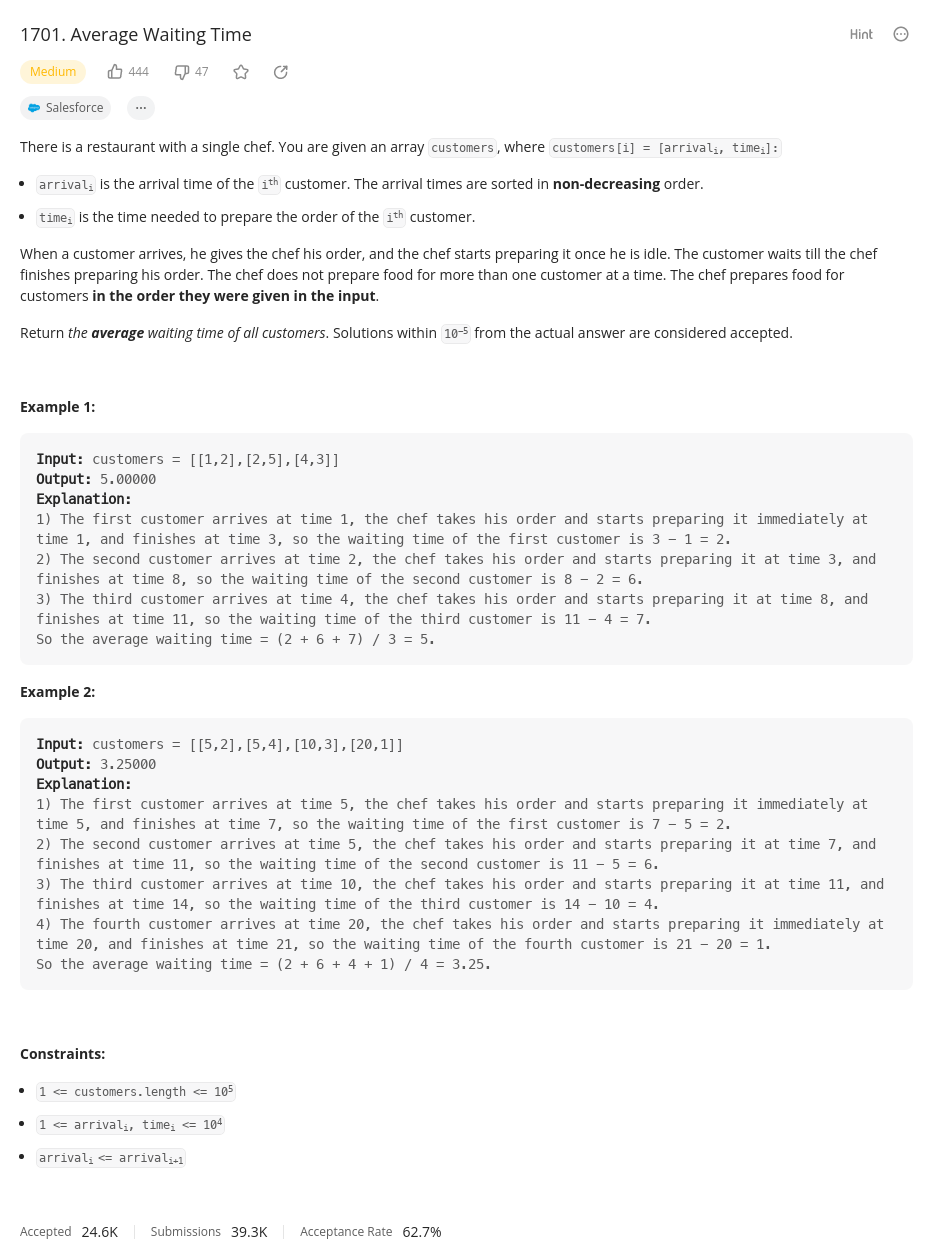 1701. Average Waiting Time
Hint
Medium
444
47
Salesforce
...
There is a restaurant with a single chef. You are given an array customers, where customers[i] = [arrivalᵢ, timeᵢ]:
• arrivalᵢ is the arrival time of the iᵗʰ customer. The arrival times are sorted in non-decreasing order.
• timeᵢ is the time needed to prepare the order of the iᵗʰ customer.
When a customer arrives, he gives the chef his order, and the chef starts preparing it once he is idle. The customer waits till the chef
finishes preparing his order. The chef does not prepare food for more than one customer at a time. The chef prepares food for
customers in the order they were given in the input.
Return the average waiting time of all customers. Solutions within 10⁻⁵ from the actual answer are considered accepted.
Example 1:
Input: customers = [[1,2],[2,5],[4,3]]
Output: 5.00000
Explanation:
1) The first customer arrives at time 1, the chef takes his order and starts preparing it immediately at
time 1, and finishes at time 3, so the waiting time of the first customer is 3 − 1 = 2.
2) The second customer arrives at time 2, the chef takes his order and starts preparing it at time 3, and
finishes at time 8, so the waiting time of the second customer is 8 − 2 = 6.
3) The third customer arrives at time 4, the chef takes his order and starts preparing it at time 8, and
finishes at time 11, so the waiting time of the third customer is 11 − 4 = 7.
So the average waiting time = (2 + 6 + 7) / 3 = 5.
Example 2:
Input: customers = [[5,2],[5,4],[10,3],[20,1]]
Output: 3.25000
Explanation:
1) The first customer arrives at time 5, the chef takes his order and starts preparing it immediately at
time 5, and finishes at time 7, so the waiting time of the first customer is 7 − 5 = 2.
2) The second customer arrives at time 5, the chef takes his order and starts preparing it at time 7, and
finishes at time 11, so the waiting time of the second customer is 11 − 5 = 6.
3) The third customer arrives at time 10, the chef takes his order and starts preparing it at time 11, and
finishes at time 14, so the waiting time of the third customer is 14 − 10 = 4.
4) The fourth customer arrives at time 20, the chef takes his order and starts preparing it immediately at
time 20, and finishes at time 21, so the waiting time of the fourth customer is 21 − 20 = 1.
So the average waiting time = (2 + 6 + 4 + 1) / 4 = 3.25.
Constraints:
• 1 <= customers.length <= 10⁵
• 1 <= arrivalᵢ, timeᵢ <= 10⁴
• arrivalᵢ <= arrivalᵢ₊₁
Accepted 24.6K Submissions 39.3K Acceptance Rate 62.7%